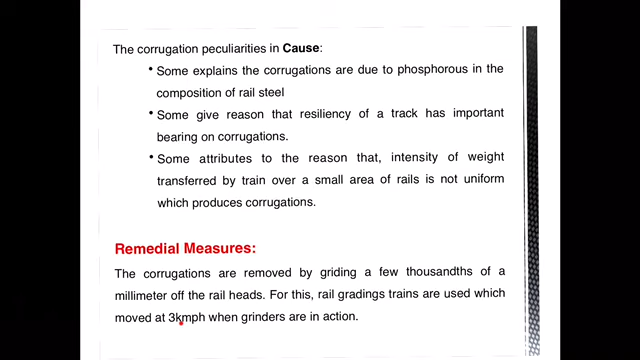 The corrugation peculiarities in Cause:
• Some explains the corrugations are due to phosphorous in the
composition of rail steel
• Some give reason that resiliency of a track has important
bearing on corrugations.
• Some attributes to the reason that, intensity of weight
transferred by train over a small area of rails is not uniform
which produces corrugations.
Remedial Measures:
The corrugations are removed by griding a few thousandths of a
millimeter off the rail heads. For this, rail gradings trains are used which
moved at 3kmph when grinders are in action.